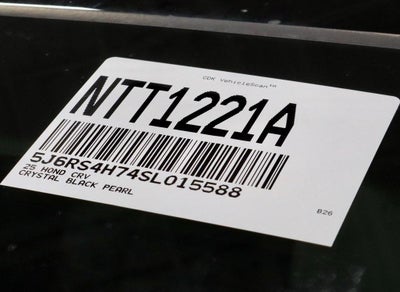 CDK VehicleScan™
NTT1221A
5J6RS4H74SL015588
25 HOND CRV
CRYSTAL BLACK PEARL
B26